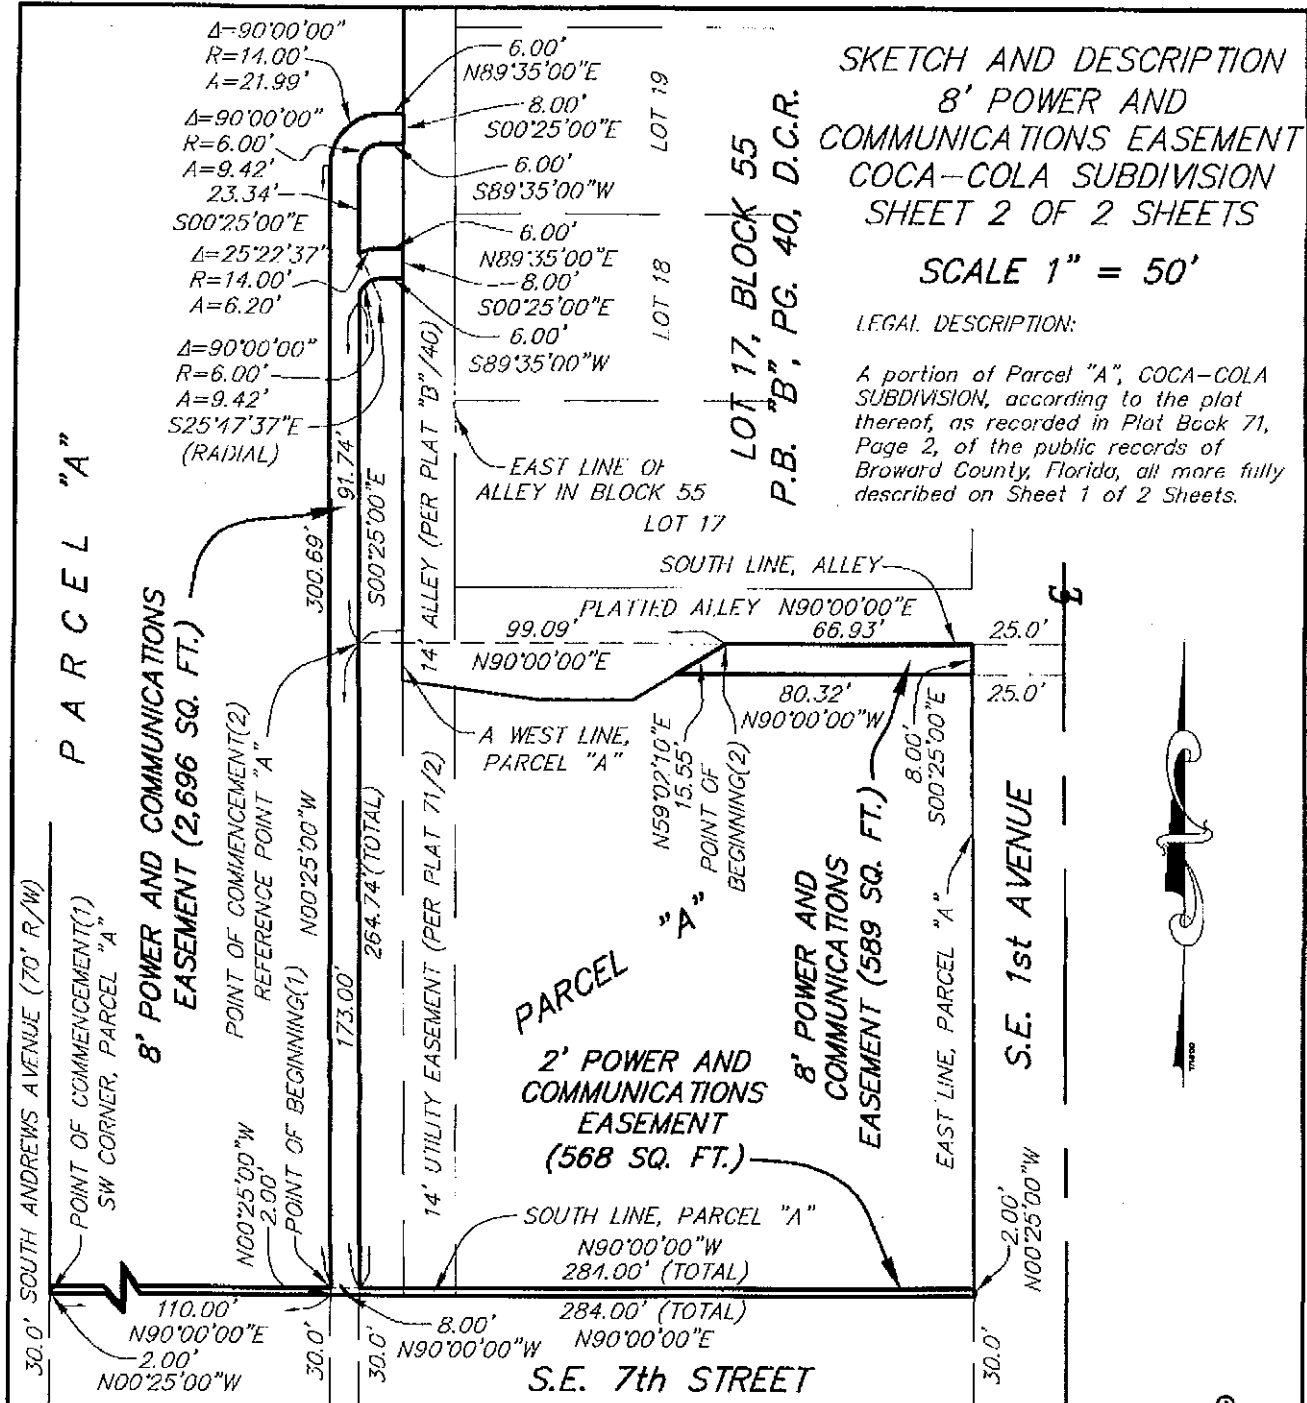 Δ=90°00'00"
R=14.00'
A=21.99'
Δ=90°00'00"
R=6.00'
A=9.42'
23.34'
S00°25'00"E
Δ=25°22'37"
R=14.00'
A=6.20'
Δ=90°00'00"
R=6.00'
A=9.42'
S25°47'37"E
(RADIAL)
6.00'
N89°35'00"E
8.00'
S00°25'00"E
6.00'
S89°35'00"W
6.00'
N89°35'00"E
8.00'
S00°25'00"E
6.00'
S89°35'00"W
LOT 19
LOT 18
LOT 17, BLOCK 55
P.B. "B", PG. 40, D.C.R.
SKETCH AND DESCRIPTION
8' POWER AND
COMMUNICATIONS EASEMENT
COCA-COLA SUBDIVISION
SHEET 2 OF 2 SHEETS
SCALE 1" = 50'
LEGAL DESCRIPTION:
A portion of Parcel "A", COCA-COLA
SUBDIVISION, according to the plat
thereof, as recorded in Plat Book 71,
Page 2, of the public records of
Broward County, Florida, all more fully
described on Sheet 1 of 2 Sheets.
PARCEL "A"
8' POWER AND COMMUNICATIONS
EASEMENT (2,696 SQ. FT.)
300.69'
91.74'
S00°25'00"E
14' ALLEY (PER PLAT "B"/40)
EAST LINE OF
ALLEY IN BLOCK 55
LOT 17
SOUTH LINE, ALLEY
PLATTED ALLEY N90°00'00"E
99.09'
N90°00'00"E
66.93'
25.0'
80.32'
N90°00'00"W
25.0'
A WEST LINE,
PARCEL "A"
N59°02'10"E
15.55'
POINT OF
BEGINNING(2)
8.00'
S00°25'00"E
POINT OF COMMENCEMENT(2)
REFERENCE POINT "A"
N00°25'00"W
264.74'(TOTAL)
173.00'
14' UTILITY EASEMENT (PER PLAT 71/2)
PARCEL "A"
8' POWER AND
COMMUNICATIONS
EASEMENT (589 SQ. FT.)
EAST LINE, PARCEL "A"
S.E. 1st AVENUE
2' POWER AND
COMMUNICATIONS
EASEMENT
(568 SQ. FT.)
30.0' SOUTH ANDREWS AVENUE (70' R/W)
POINT OF COMMENCEMENT(1)
SW CORNER, PARCEL "A"
N00°25'00"W
2.00'
POINT OF BEGINNING(1)
SOUTH LINE, PARCEL "A"
N90°00'00"W
284.00' (TOTAL)
2.00'
N00°25'00"W
110.00'
N90°00'00"E
2.00'
N00°25'00"W
30.0'
30.0'
8.00'
N90°00'00"W
284.00' (TOTAL)
N90°00'00"E
30.0'
S.E. 7th STREET